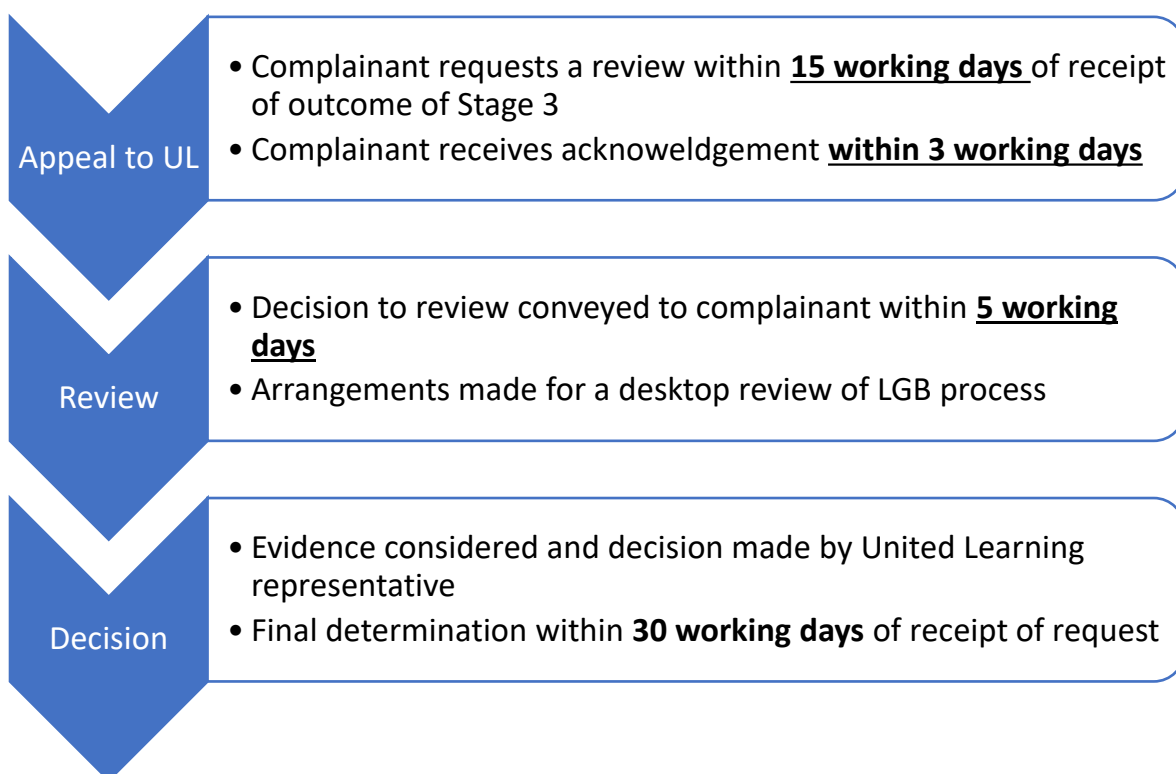 Appeal to UL
• Complainant requests a review within 15 working days of receipt
of outcome of Stage 3
• Complainant receives acknoweldgement within 3 working days
Review
• Decision to review conveyed to complainant within 5 working
days
• Arrangements made for a desktop review of LGB process
Decision
• Evidence considered and decision made by United Learning
representative
• Final determination within 30 working days of receipt of request